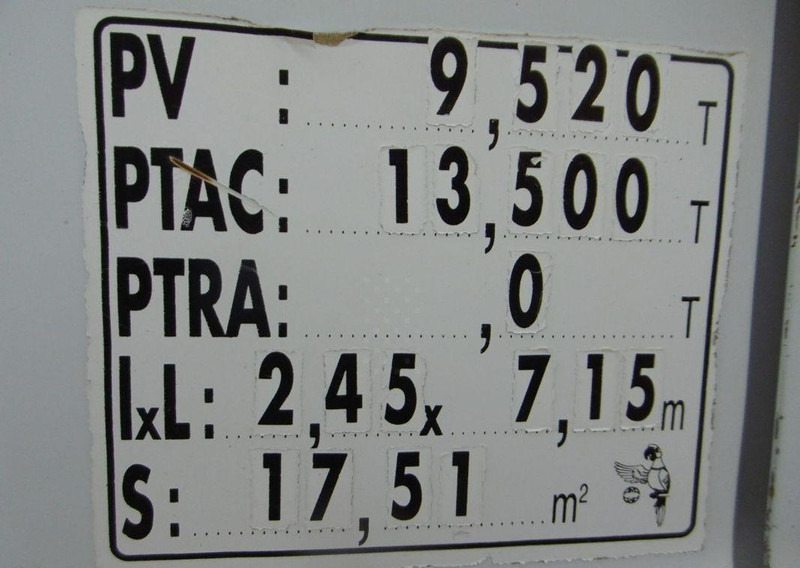 PV : 9,520 T
PTAC: 13,500 T
PTRA: ,0 T
lxL: 2,45x 7,15m
S: 17,51 m²